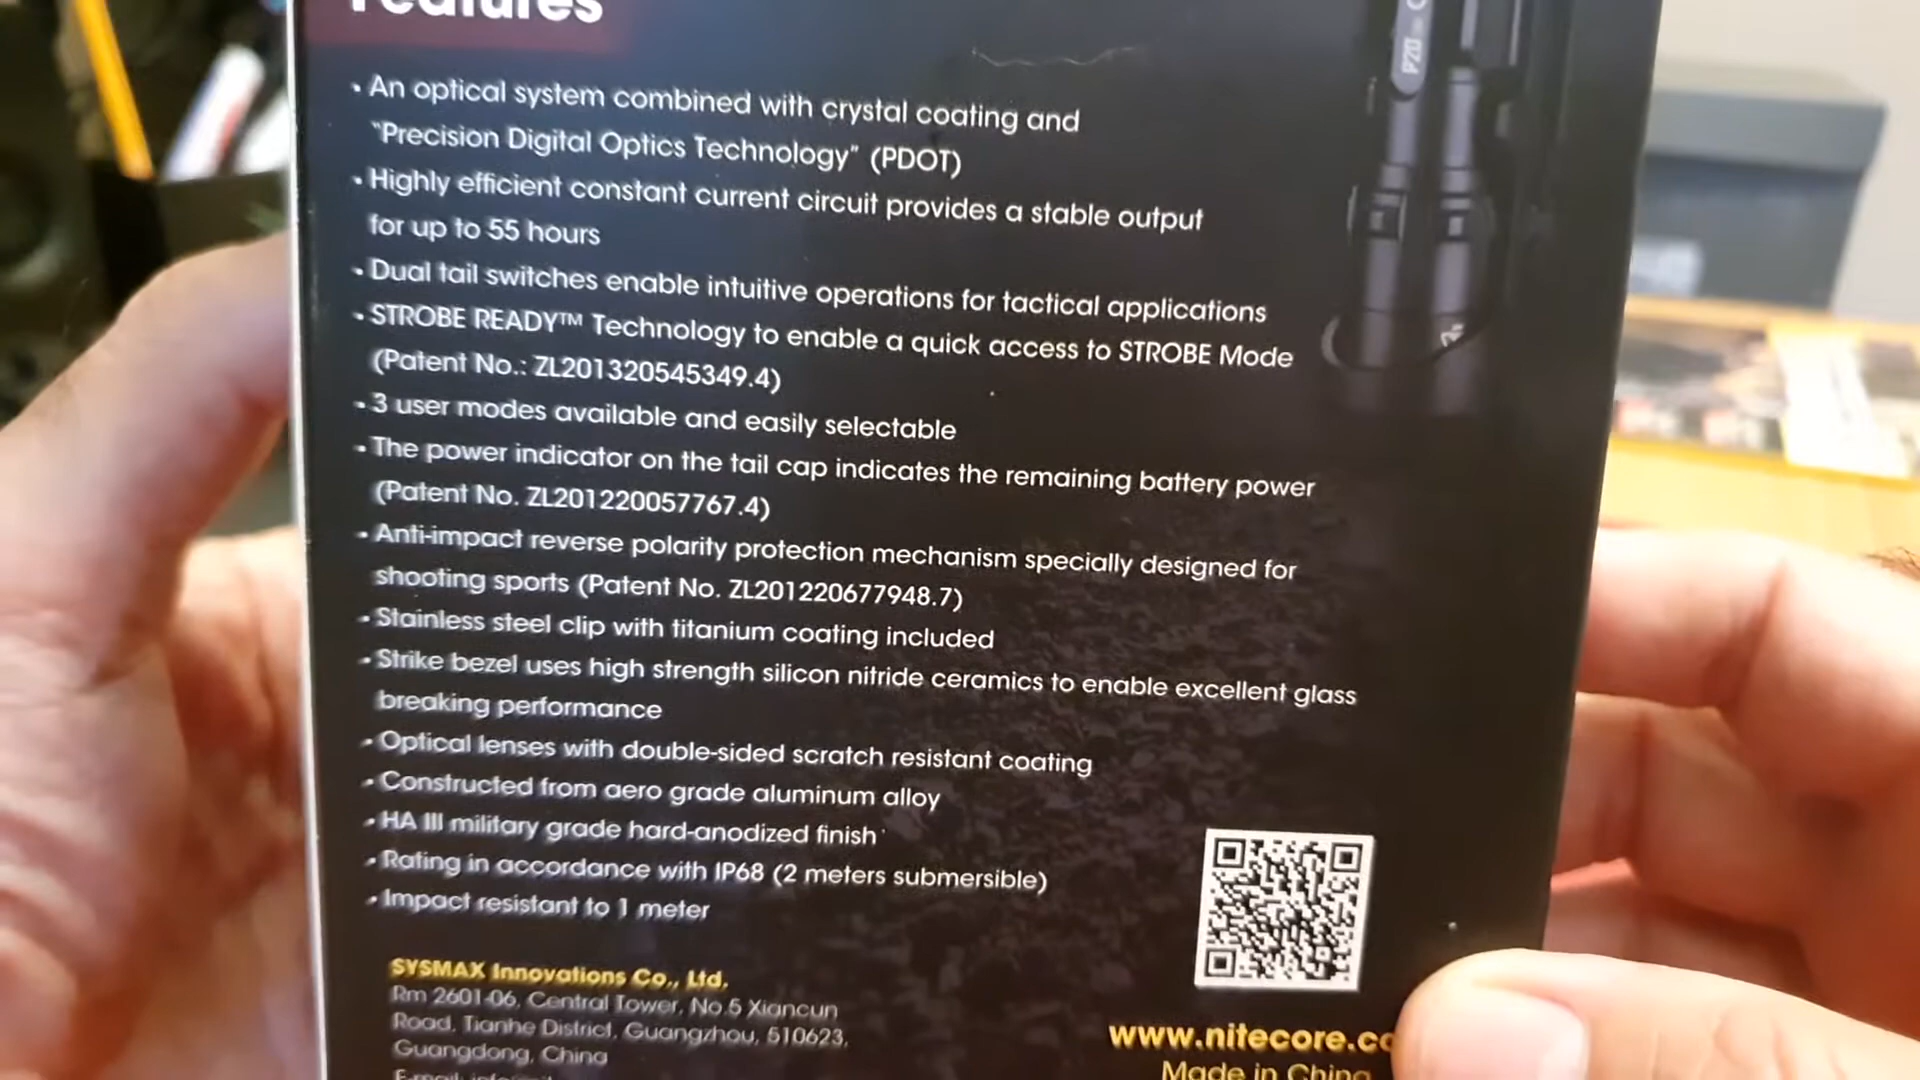 Features
• An optical system combined with crystal coating and
"Precision Digital Optics Technology" (PDOT)
• Highly efficient constant current circuit provides a stable output
for up to 55 hours
• Dual tail switches enable intuitive operations for tactical applications
• STROBE READY™ Technology to enable a quick access to STROBE Mode
(Patent No.: ZL201320545349.4)
• 3 user modes available and easily selectable
• The power indicator on the tail cap indicates the remaining battery power
(Patent No. ZL201220057767.4)
• Anti-impact reverse polarity protection mechanism specially designed for
shooting sports (Patent No. ZL201220677948.7)
• Stainless steel clip with titanium coating included
• Strike bezel uses high strength silicon nitride ceramics to enable excellent glass
breaking performance
• Optical lenses with double-sided scratch resistant coating
• Constructed from aero grade aluminum alloy
• HA III military grade hard-anodized finish
• Rating in accordance with IP68 (2 meters submersible)
• Impact resistant to 1 meter
SYSMAX Innovations Co., Ltd.
Rm 2601-06, Central Tower, No.5 Xiancun
Road, Tianhe District, Guangzhou, 510623,
Guangdong, China
www.nitecore.co
Made in China
P20